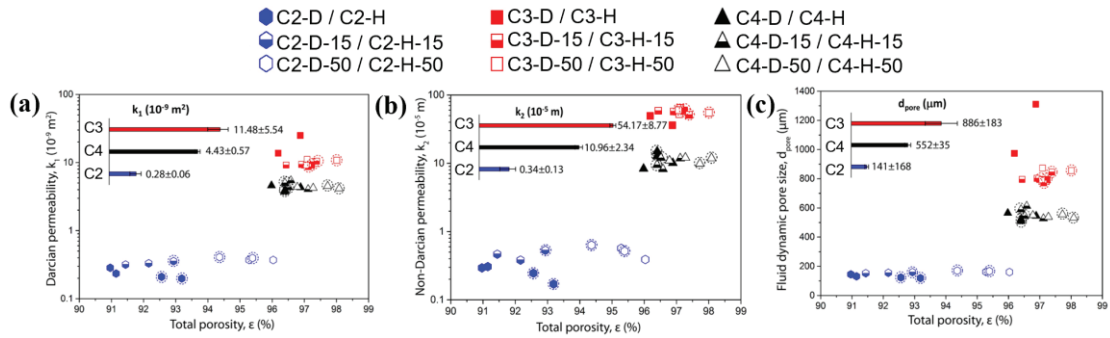 C2-D / C2-H
C3-D / C3-H
C4-D / C4-H
C2-D-15 / C2-H-15
C3-D-15 / C3-H-15
C4-D-15 / C4-H-15
C2-D-50 / C2-H-50
C3-D-50 / C3-H-50
C4-D-50 / C4-H-50
(a)
Darcian permeability, k₁ (10⁻⁹ m²)
100
10
1
0.1
k₁ (10⁻⁹ m²)
C3
11.48±5.54
C4
4.43±0.57
C2
0.28±0.06
90 91 92 93 94 95 96 97 98 99
Total porosity, ε (%)
(b)
Non-Darcian permeability, k₂ (10⁻⁵ m)
100
10
1
0.1
k₂ (10⁻⁵ m)
C3
54.17±8.77
C4
10.96±2.34
C2
0.34±0.13
90 91 92 93 94 95 96 97 98 99
Total porosity, ε (%)
(c)
Fluid dynamic pore size, dpore (μm)
1400
1200
1000
800
600
400
200
0
dpore (μm)
C3
886±183
C4
552±35
C2
141±168
90 91 92 93 94 95 96 97 98 99
Total porosity, ε (%)